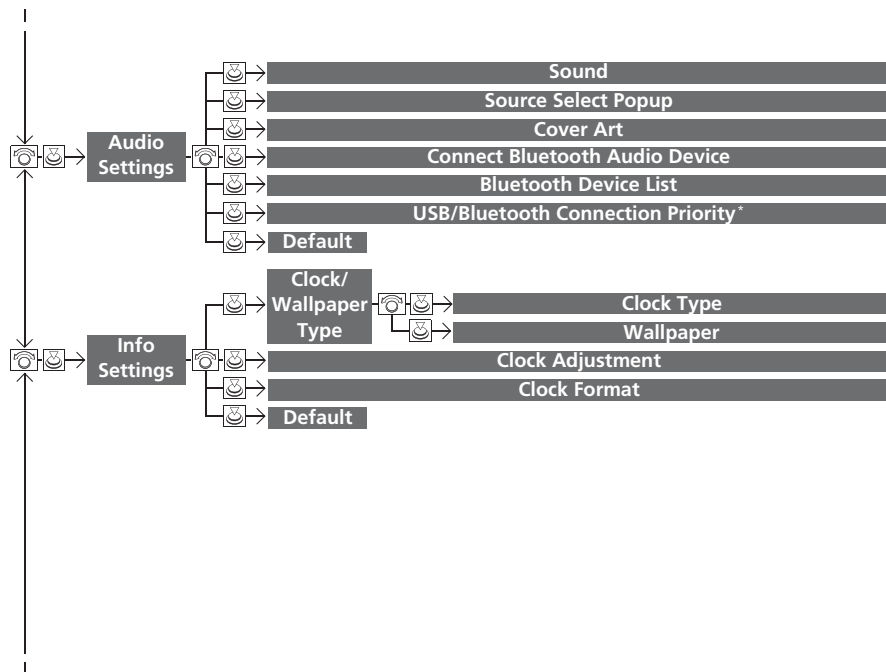 Audio
Settings
Sound
Source Select Popup
Cover Art
Connect Bluetooth Audio Device
Bluetooth Device List
USB/Bluetooth Connection Priority*
Default
Info
Settings
Clock/
Wallpaper
Type
Clock Type
Wallpaper
Clock Adjustment
Clock Format
Default